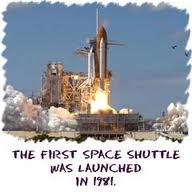 THE FIRST SPACE SHUTTLE
WAS LAUNCHED
IN 1981.